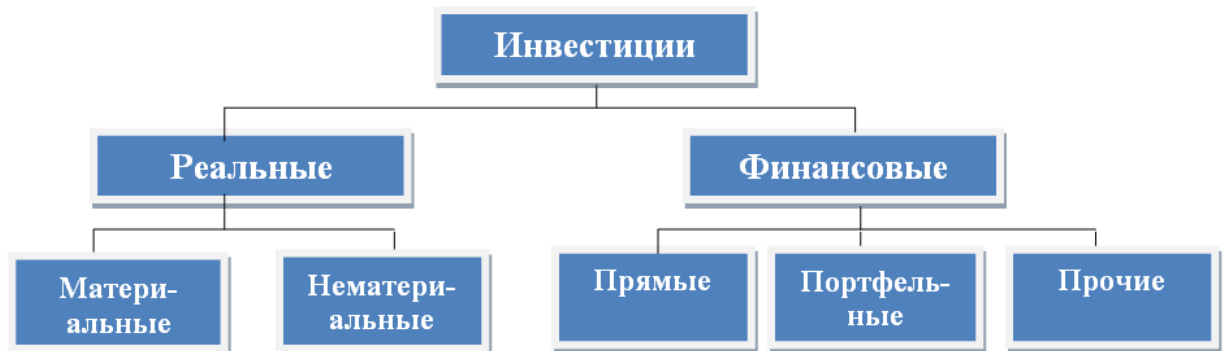 Инвестиции
Реальные
Финансовые
Матери-
альные
Нематери-
альные
Прямые
Портфель-
ные
Прочие